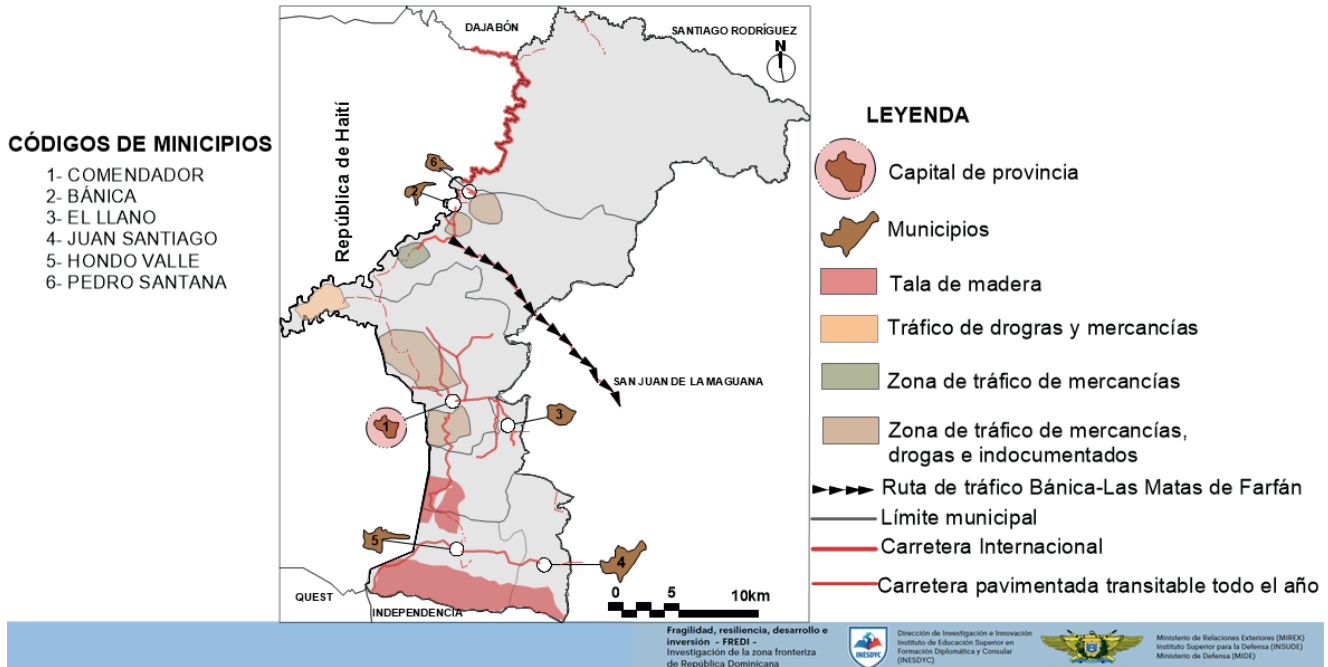 CÓDIGOS DE MINICIPIOS
1- COMENDADOR
2- BÁNICA
3- EL LLANO
4- JUAN SANTIAGO
5- HONDO VALLE
6- PEDRO SANTANA
DAJABÓN
SANTIAGO RODRÍGUEZ
N
República de Haití
6
2
SAN JUAN DE LA MAGUANA
1
3
5
4
QUEST
INDEPENDENCIA
0 5 10km
LEYENDA
Capital de provincia
Municipios
Tala de madera
Tráfico de drogras y mercancías
Zona de tráfico de mercancías
Zona de tráfico de mercancías,
drogas e indocumentados
Ruta de tráfico Bánica-Las Matas de Farfán
Límite municipal
Carretera Internacional
Carretera pavimentada transitable todo el año
Fragilidad, resiliencia, desarrollo e
inversión - FREDI -
Investigación de la zona fronteriza
de República Dominicana
INESDYC
Dirección de Investigación e Innovación
Instituto de Educación Superior en
Formación Diplomática y Consular
(INESDYC)
Ministerio de Relaciones Exteriores (MIREX)
Instituto Superior para la Defensa (INSUDE)
Ministerio de Defensa (MIDE)